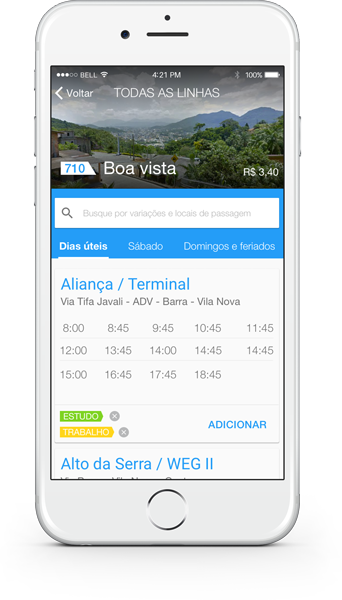 BELL 4:21 PM 100%
Voltar TODAS AS LINHAS
710 Boa vista R$ 3,40
Busque por variações e locais de passagem
Dias úteis Sábado Domingos e feriados
Aliança / Terminal
Via Tifa Javali - ADV - Barra - Vila Nova
8:00 8:45 9:45 10:45 11:45
12:00 13:45 14:00 14:45 14:45
15:00 16:45 17:45 18:45
ESTUDO
TRABALHO
ADICIONAR
Alto da Serra / WEG II